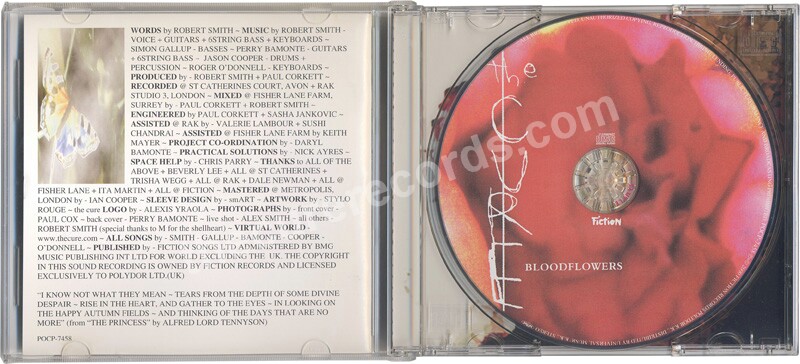 WORDS by ROBERT SMITH ~ MUSIC by ROBERT SMITH -
VOICE + GUITARS + 6STRING BASS + KEYBOARDS ~
SIMON GALLUP - BASSES ~ PERRY BAMONTE - GUITARS
+ 6STRING BASS ~ JASON COOPER - DRUMS +
PERCUSSION ~ ROGER O'DONNELL - KEYBOARDS ~
PRODUCED by - ROBERT SMITH + PAUL CORKETT ~
RECORDED @ ST CATHERINES COURT, AVON + RAK
STUDIO 3, LONDON ~ MIXED @ FISHER LANE FARM,
SURREY by - PAUL CORKETT + ROBERT SMITH ~
ENGINEERED by PAUL CORKETT + SASHA JANKOVIC ~
ASSISTED @ RAK by - VALERIE LAMBOUR + SUSHI
CHANDRAI ~ ASSISTED @ FISHER LANE FARM by KEITH
MAYER ~ PROJECT CO-ORDINATION by - DARYL
BAMONTE ~ PRACTICAL SOLUTIONS by - NICK AYRES ~
SPACE HELP by - CHRIS PARRY ~ THANKS to ALL OF THE
ABOVE + BEVERLY LEE + ALL @ ST CATHERINES +
TRISHA WEGG + ALL @ RAK + DALE NEWMAN + ALL @
FISHER LANE + ITA MARTIN + ALL @ FICTION ~ MASTERED @ METROPOLIS,
LONDON by - IAN COOPER ~ SLEEVE DESIGN by - smART ~ ARTWORK by - STYLO
ROUGE ~ the cure LOGO by - ALEXIS YRAOLA ~ PHOTOGRAPHS by - front cover -
PAUL COX ~ back cover - PERRY BAMONTE ~ live shot - ALEX SMITH ~ all others -
ROBERT SMITH (special thanks to M for the shellheart) ~ VIRTUAL WORLD -
www.thecure.com ~ ALL SONGS by - SMITH - GALLUP - BAMONTE - COOPER -
O'DONNELL ~ PUBLISHED by - FICTION SONGS LTD ADMINISTERED BY BMG
MUSIC PUBLISHING INT LTD FOR WORLD EXCLUDING THE UK. THE COPYRIGHT
IN THIS SOUND RECORDING IS OWNED BY FICTION RECORDS AND LICENSED
EXCLUSIVELY TO POLYDOR LTD.(UK)
"I KNOW NOT WHAT THEY MEAN ~ TEARS FROM THE DEPTH OF SOME DIVINE
DESPAIR ~ RISE IN THE HEART, AND GATHER TO THE EYES ~ IN LOOKING ON
THE HAPPY AUTUMN FIELDS ~ AND THINKING OF THE DAYS THAT ARE NO
MORE" (from "THE PRINCESS" by ALFRED LORD TENNYSON)
POCP-7458
the CURE
Fiction
BLOODFLOWERS